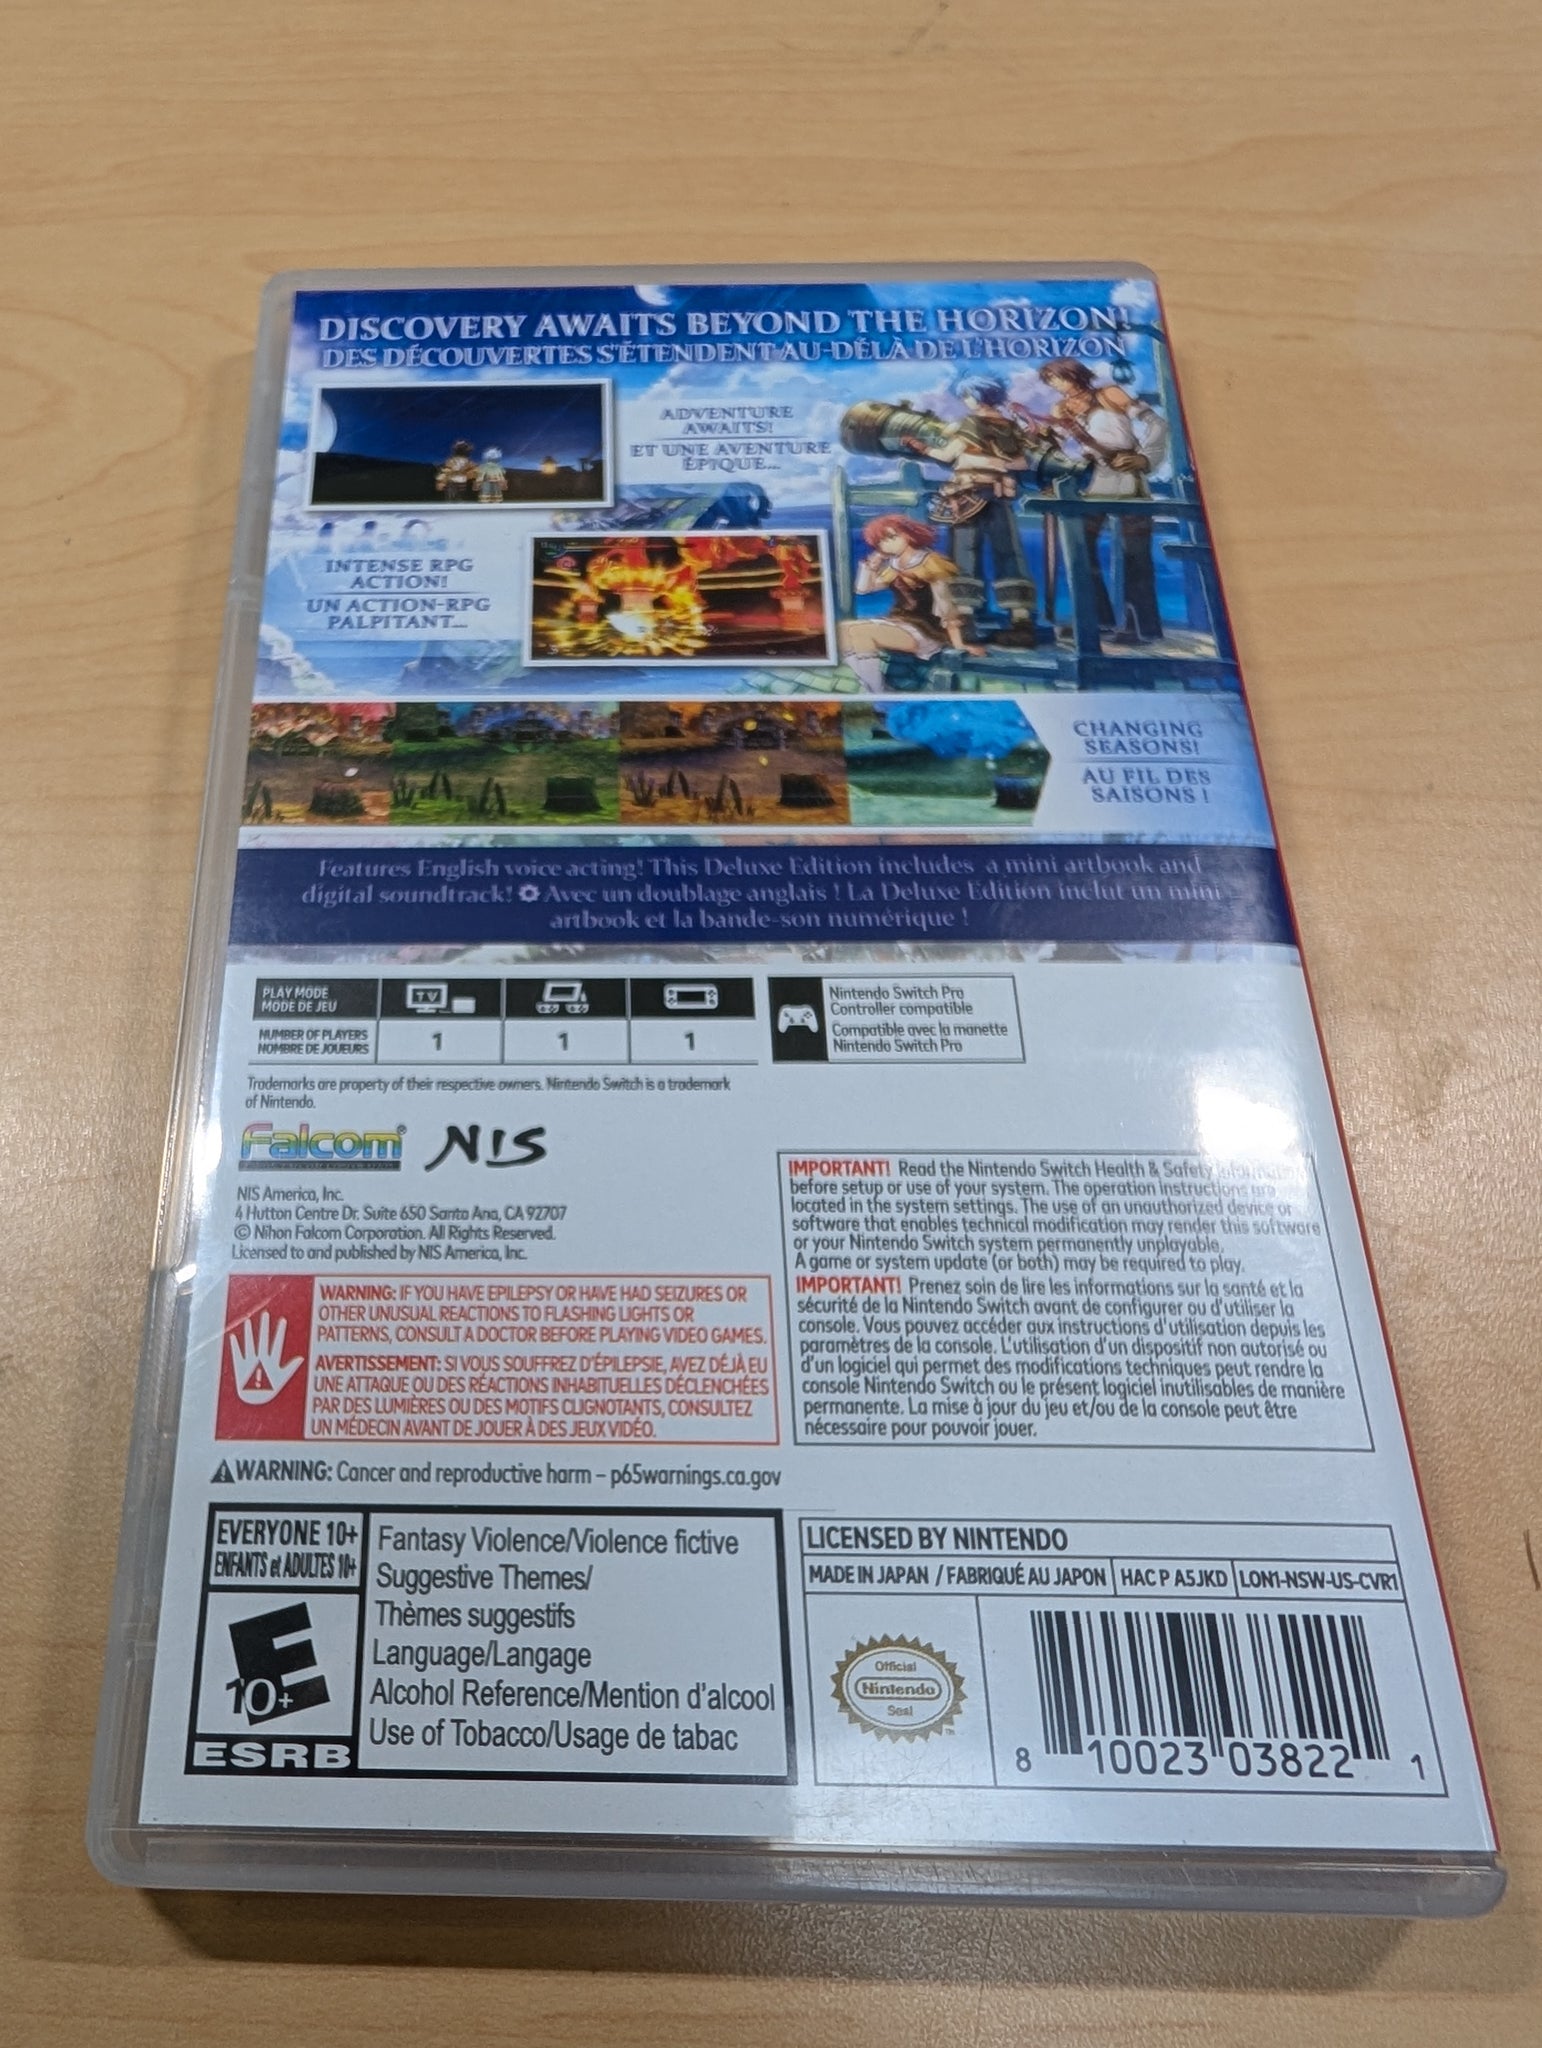 DISCOVERY AWAITS BEYOND THE HORIZON!
DES DÉCOUVERTES S'ÉTENDENT AU-DÉLÀ DE L'HORIZON
ADVENTURE
AWAITS!
ET UNE AVENTURE
ÉPIQUE...
INTENSE RPG
ACTION!
UN ACTION-RPG
PALPITANT...
CHANGING
SEASONS!
AU FIL DES
SAISONS !
Features English voice acting! This Deluxe Edition includes a mini artbook and
digital soundtrack! Avec un doublage anglais ! La Deluxe Edition inclut un mini
artbook et la bande-son numérique !
PLAY MODE
MODE DE JEU
TV
NUMBER OF PLAYERS
NOMBRE DE JOUEURS
1 1 1
Nintendo Switch Pro
Controller compatible
Compatible avec la manette
Nintendo Switch Pro
Trademarks are property of their respective owners. Nintendo Switch is a trademark
of Nintendo.
Falcom® NIS
NIS America, Inc.
4 Hutton Centre Dr. Suite 650 Santa Ana, CA 92707
© Nihon Falcom Corporation. All Rights Reserved.
Licensed to and published by NIS America, Inc.
IMPORTANT! Read the Nintendo Switch Health & Safety Information
before setup or use of your system. The operation instructions are
located in the system settings. The use of an unauthorized device or
software that enables technical modification may render this software
or your Nintendo Switch system permanently unplayable.
A game or system update (or both) may be required to play.
IMPORTANT! Prenez soin de lire les informations sur la santé et la
sécurité de la Nintendo Switch avant de configurer ou d'utiliser la
console. Vous pouvez accéder aux instructions d'utilisation depuis les
paramètres de la console. L'utilisation d'un dispositif non autorisé ou
d'un logiciel qui permet des modifications techniques peut rendre la
console Nintendo Switch ou le présent logiciel inutilisables de manière
permanente. La mise à jour du jeu et/ou de la console peut être
nécessaire pour pouvoir jouer.
WARNING: IF YOU HAVE EPILEPSY OR HAVE HAD SEIZURES OR
OTHER UNUSUAL REACTIONS TO FLASHING LIGHTS OR
PATTERNS, CONSULT A DOCTOR BEFORE PLAYING VIDEO GAMES.
AVERTISSEMENT: SI VOUS SOUFFREZ D'ÉPILEPSIE, AVEZ DÉJÀ EU
UNE ATTAQUE OU DES RÉACTIONS INHABITUELLES DÉCLENCHÉES
PAR DES LUMIÈRES OU DES MOTIFS CLIGNOTANTS, CONSULTEZ
UN MÉDECIN AVANT DE JOUER À DES JEUX VIDÉO.
WARNING: Cancer and reproductive harm – p65warnings.ca.gov
EVERYONE 10+
ENFANTS et ADULTES 10+
E
10+
ESRB
Fantasy Violence/Violence fictive
Suggestive Themes/
Thèmes suggestifs
Language/Langage
Alcohol Reference/Mention d'alcool
Use of Tobacco/Usage de tabac
LICENSED BY NINTENDO
MADE IN JAPAN / FABRIQUÉ AU JAPON HAC P A5JKD LON1-NSW-US-CVR1
Official
Nintendo
Seal
TM
8 10023 03822 1